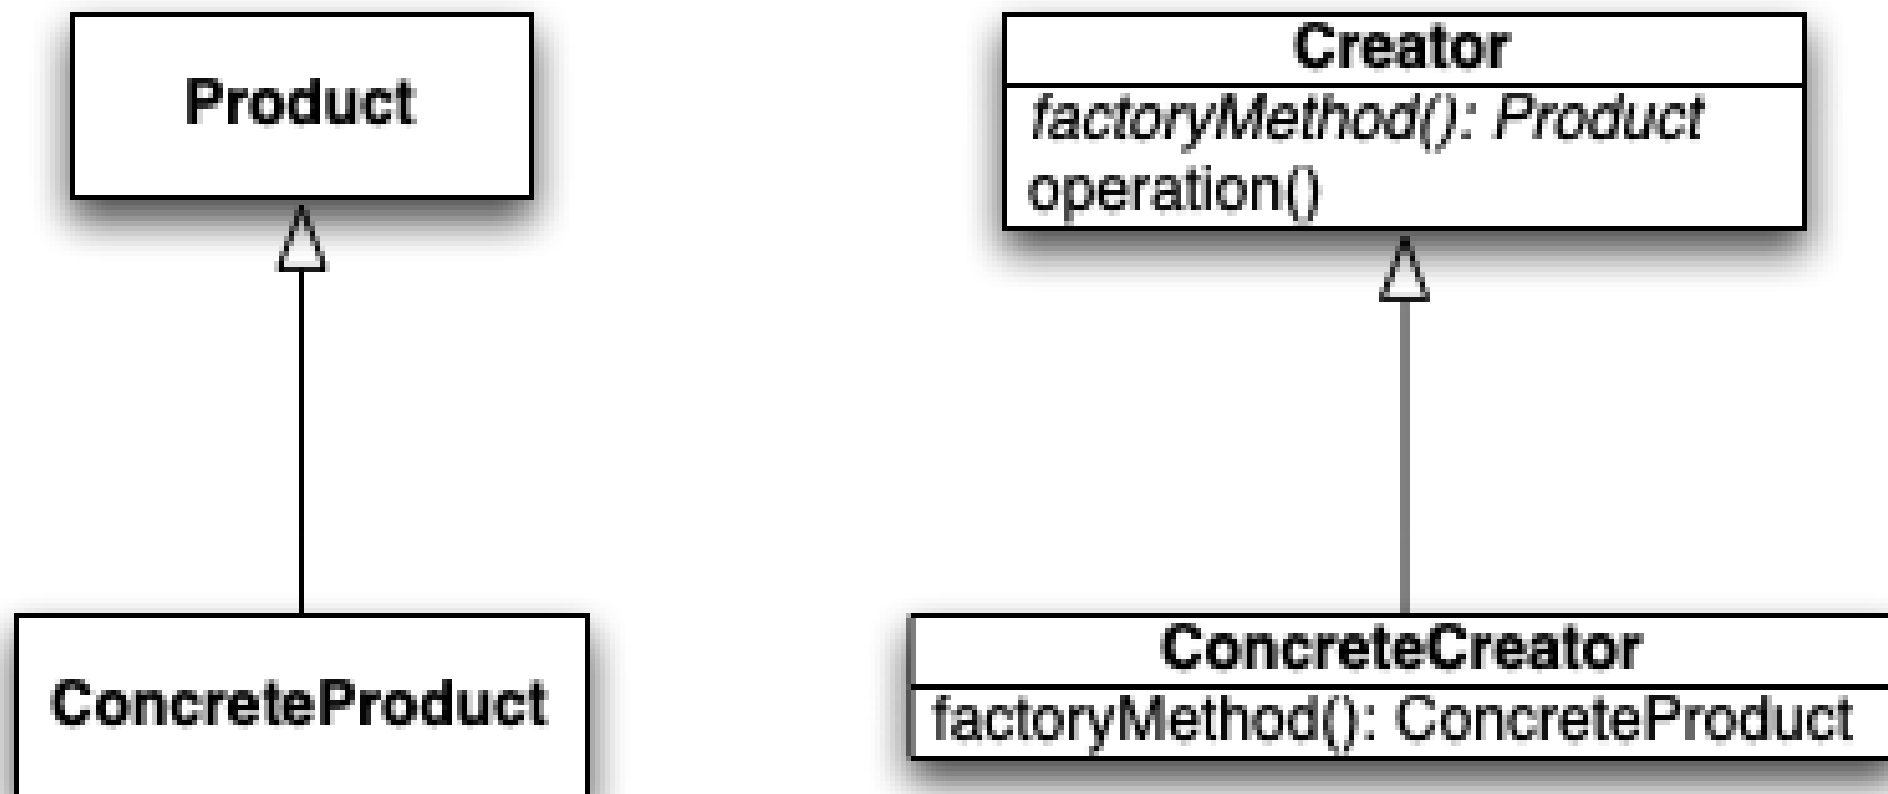 Product
Creator
factoryMethod(): Product
operation()
ConcreteProduct
ConcreteCreator
factoryMethod(): ConcreteProduct